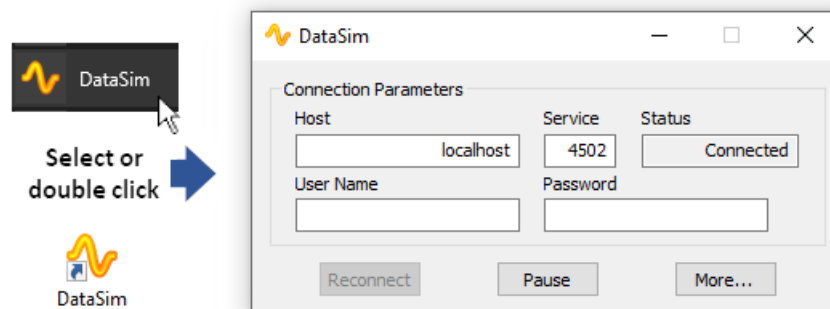 DataSim
Select or
double click
DataSim
DataSim
Connection Parameters
Host
Service
Status
localhost
4502
Connected
User Name
Password
Reconnect
Pause
More...